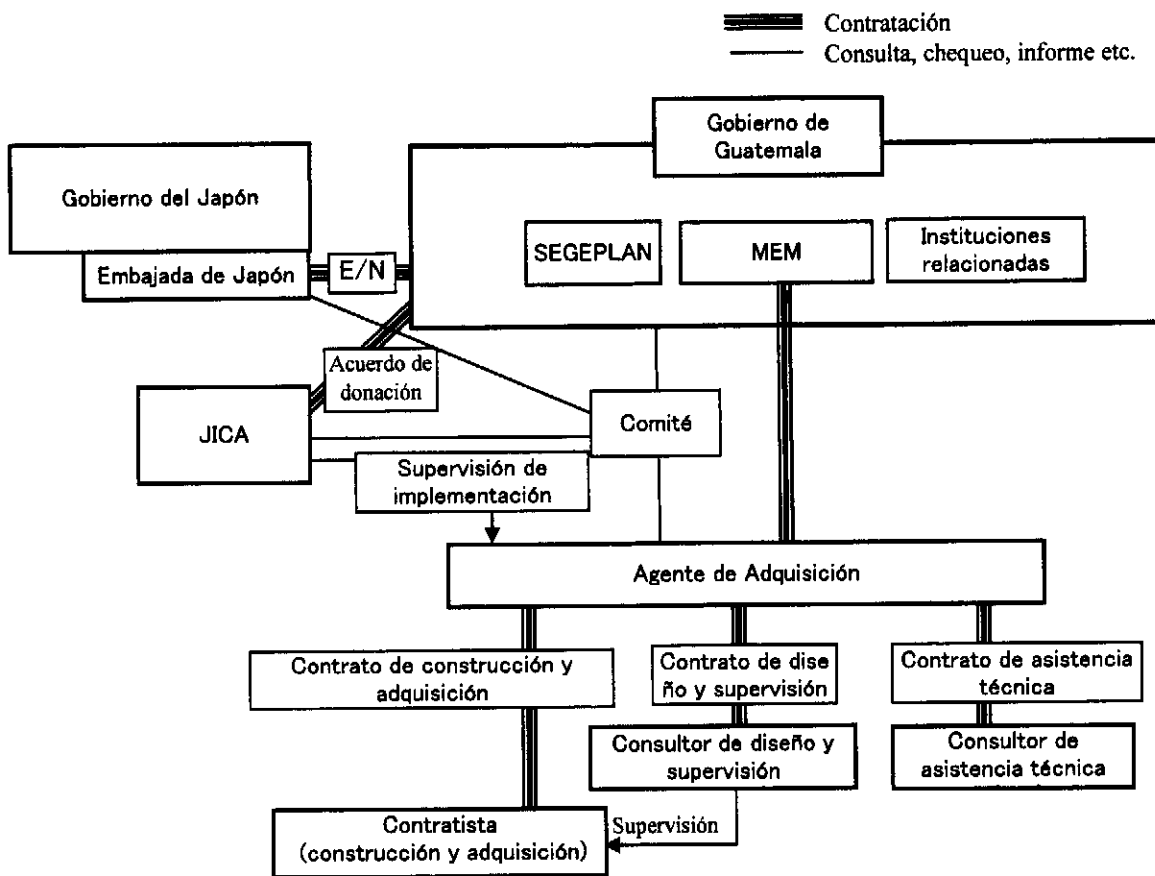 Contratación
Consulta, chequeo, informe etc.
Gobierno de
Guatemala
Gobierno del Japón
Embajada de Japón
E/N
SEGEPLAN
MEM
Instituciones
relacionadas
Acuerdo de
donación
JICA
Comité
Supervisión de
implementación
Agente de Adquisición
Contrato de construcción y
adquisición
Contrato de dise
ño y supervisión
Contrato de asistencia
técnica
Consultor de diseño y
supervisión
Consultor de
asistencia técnica
Contratista
(construcción y adquisición)
Supervisión